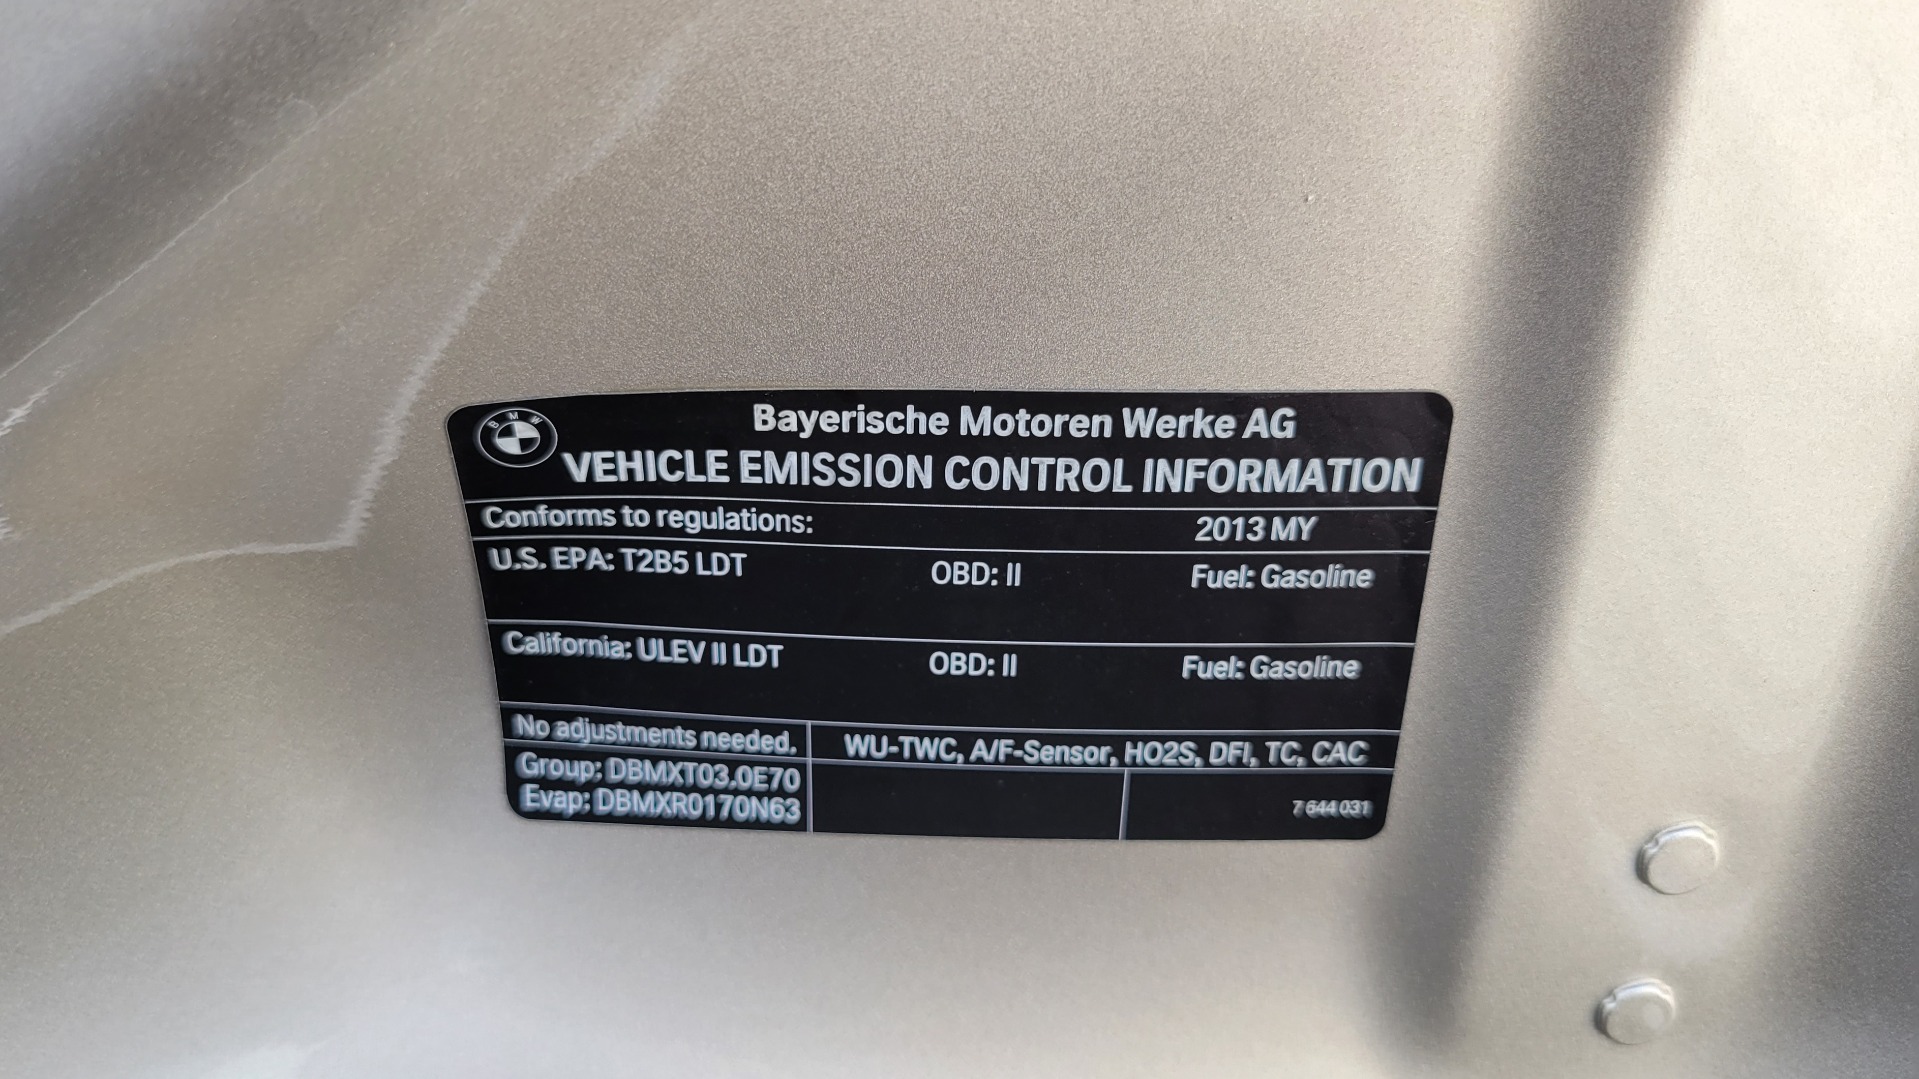 BMW
Bayerische Motoren Werke AG
VEHICLE EMISSION CONTROL INFORMATION
Conforms to regulations: 2013 MY
U.S. EPA: T2B5 LDT OBD: II Fuel: Gasoline
California: ULEV II LDT OBD: II Fuel: Gasoline
No adjustments needed. WU-TWC, A/F-Sensor, HO2S, DFI, TC, CAC
Group: DBMXT03.0E70
Evap: DBMXR0170N63 7 644 031